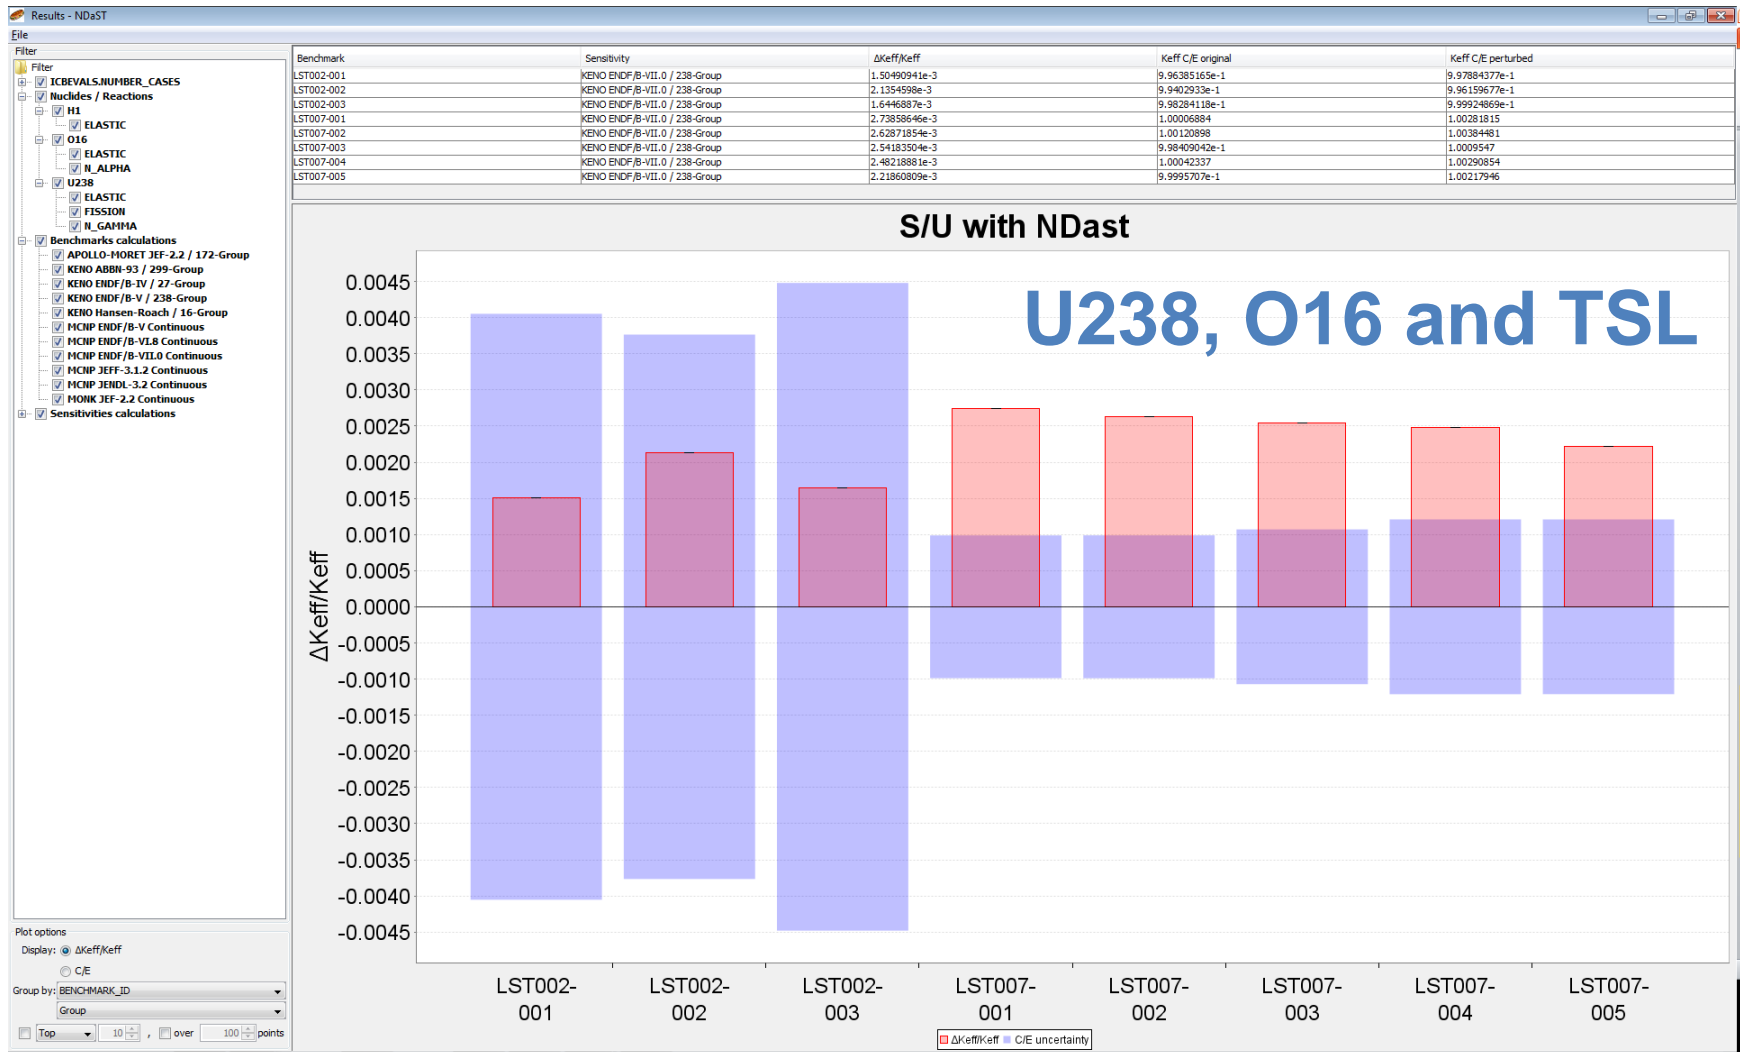 Results - NDaST
File
Filter
Filter
ICBEVALS.NUMBER_CASES
Nuclides / Reactions
H1
ELASTIC
O16
ELASTIC
N_ALPHA
U238
ELASTIC
FISSION
N_GAMMA
Benchmarks calculations
APOLLO-MORET JEF-2.2 / 172-Group
KENO ABBN-93 / 299-Group
KENO ENDF/B-IV / 27-Group
KENO ENDF/B-V / 238-Group
KENO Hansen-Roach / 16-Group
MCNP ENDF/B-V Continuous
MCNP ENDF/B-VI.8 Continuous
MCNP ENDF/B-VII.0 Continuous
MCNP JEFF-3.1.2 Continuous
MCNP JENDL-3.2 Continuous
MONK JEF-2.2 Continuous
Sensitivities calculations
Plot options
Display: ΔKeff/Keff
C/E
Group by: BENCHMARK_ID
Group
Top 10 , over 100 points
Benchmark Sensitivity ΔKeff/Keff Keff C/E original Keff C/E perturbed
LST002-001 KENO ENDF/B-VII.0 / 238-Group 1.50490941e-3 9.96385165e-1 9.97884377e-1
LST002-002 KENO ENDF/B-VII.0 / 238-Group 2.1354598e-3 9.9402933e-1 9.96159677e-1
LST002-003 KENO ENDF/B-VII.0 / 238-Group 1.6446887e-3 9.98284118e-1 9.99924869e-1
LST007-001 KENO ENDF/B-VII.0 / 238-Group 2.73858646e-3 1.00006884 1.00281815
LST007-002 KENO ENDF/B-VII.0 / 238-Group 2.62871854e-3 1.00120898 1.00384481
LST007-003 KENO ENDF/B-VII.0 / 238-Group 2.54183504e-3 9.98409042e-1 1.0009547
LST007-004 KENO ENDF/B-VII.0 / 238-Group 2.48218881e-3 1.00042337 1.00290854
LST007-005 KENO ENDF/B-VII.0 / 238-Group 2.21860809e-3 9.9995707e-1 1.00217946
S/U with NDast
U238, O16 and TSL
ΔKeff/Keff
0.0045
0.0040
0.0035
0.0030
0.0025
0.0020
0.0015
0.0010
0.0005
0.0000
-0.0005
-0.0010
-0.0015
-0.0020
-0.0025
-0.0030
-0.0035
-0.0040
-0.0045
LST002- LST002- LST002- LST007- LST007- LST007- LST007- LST007-
001 002 003 001 002 003 004 005
ΔKeff/Keff C/E uncertainty